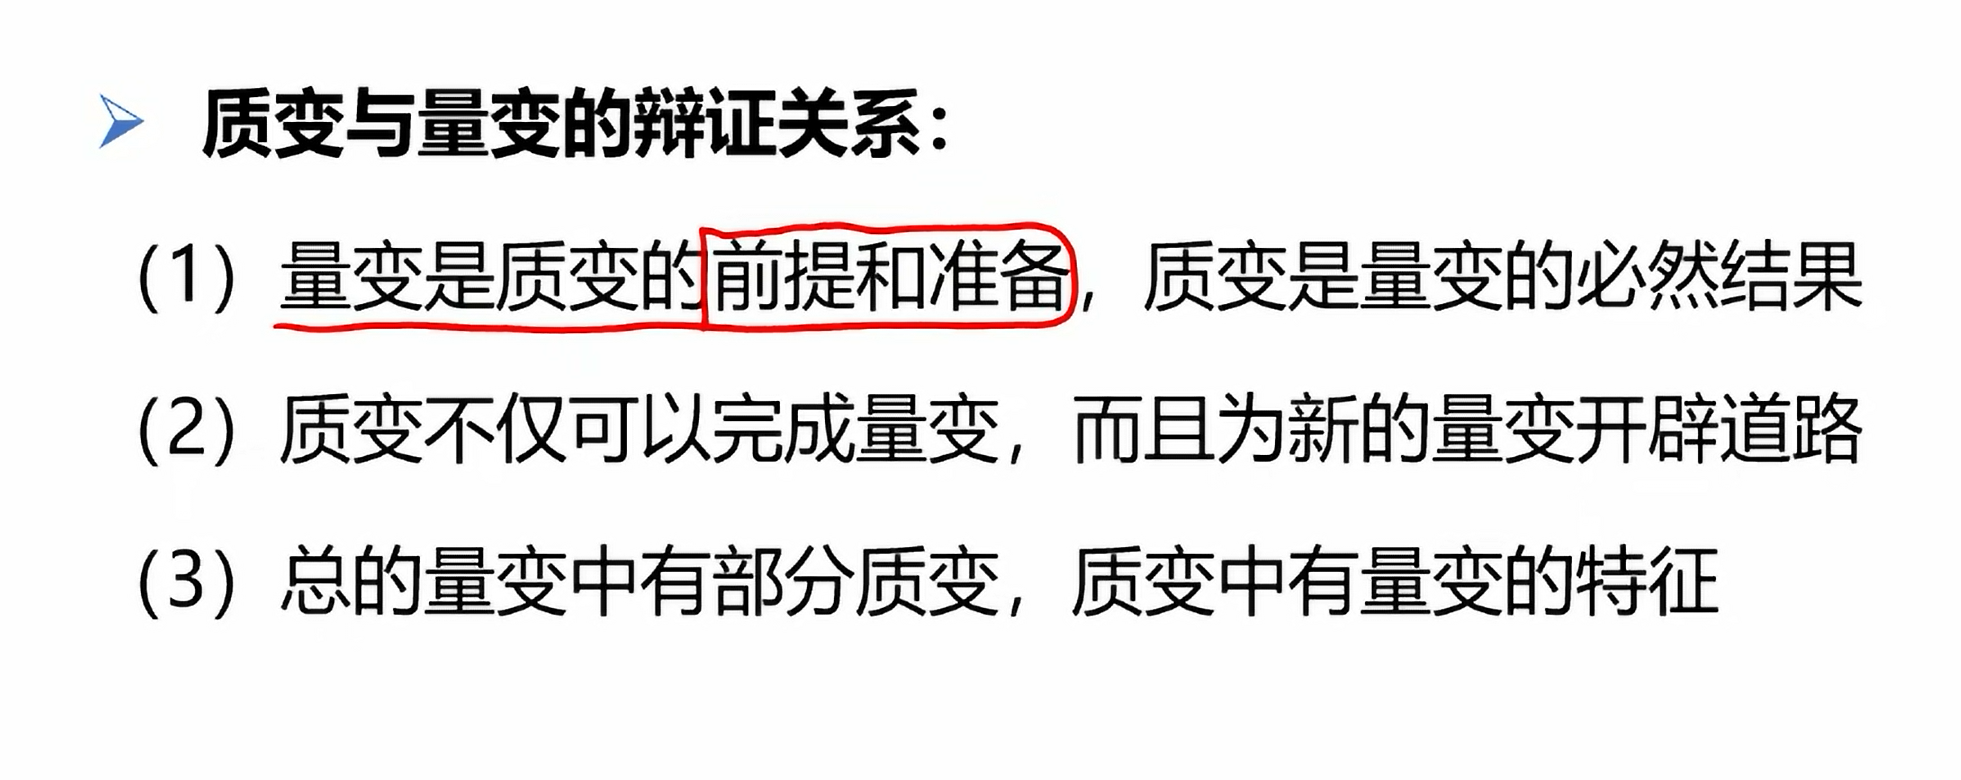 质变与量变的辩证关系：
（1）量变是质变的前提和准备，质变是量变的必然结果
（2）质变不仅可以完成量变，而且为新的量变开辟道路
（3）总的量变中有部分质变，质变中有量变的特征